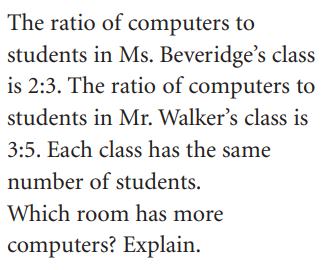 The ratio of computers to
students in Ms. Beveridge’s class
is 2:3. The ratio of computers to
students in Mr. Walker’s class is
3:5. Each class has the same
number of students.
Which room has more
computers? Explain.